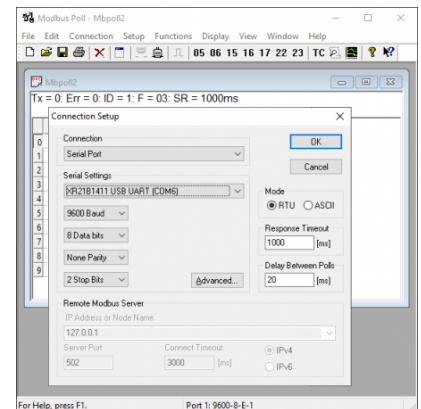 Modbus Poll - Mbpoll2
File Edit Connection Setup Functions Display View Window Help
05 06 15 16 17 22 23 TC
Mbpoll2
Tx = 0: Err = 0: ID = 1: F = 03: SR = 1000ms
Connection Setup
0
1
2
3
4
5
6
7
8
9
Connection
Serial Port
OK
Cancel
Serial Settings
XR21B1411 USB UART (COM6)
9600 Baud
8 Data bits
None Parity
2 Stop Bits
Advanced...
Mode
RTU ASCII
Response Timeout
1000 [ms]
Delay Between Polls
20 [ms]
Remote Modbus Server
IP Address or Node Name
127.0.0.1
Server Port Connect Timeout
502 3000 [ms]
IPv4
IPv6
For Help, press F1. Port 1: 9600-8-E-1